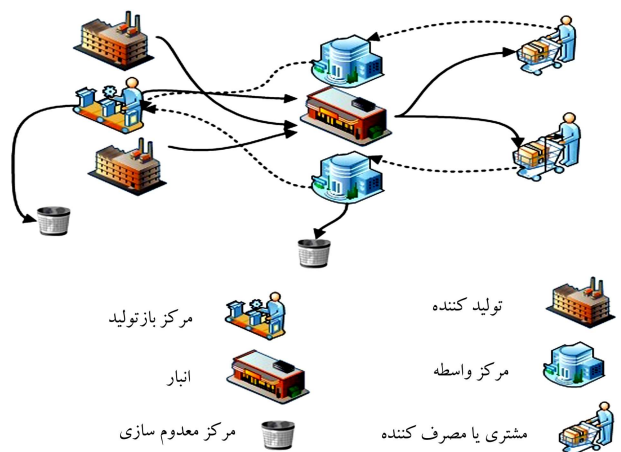 تولید کننده
مرکز بازتولید
مرکز واسطه
انبار
مشتری یا مصرف کننده
مرکز معدوم سازی